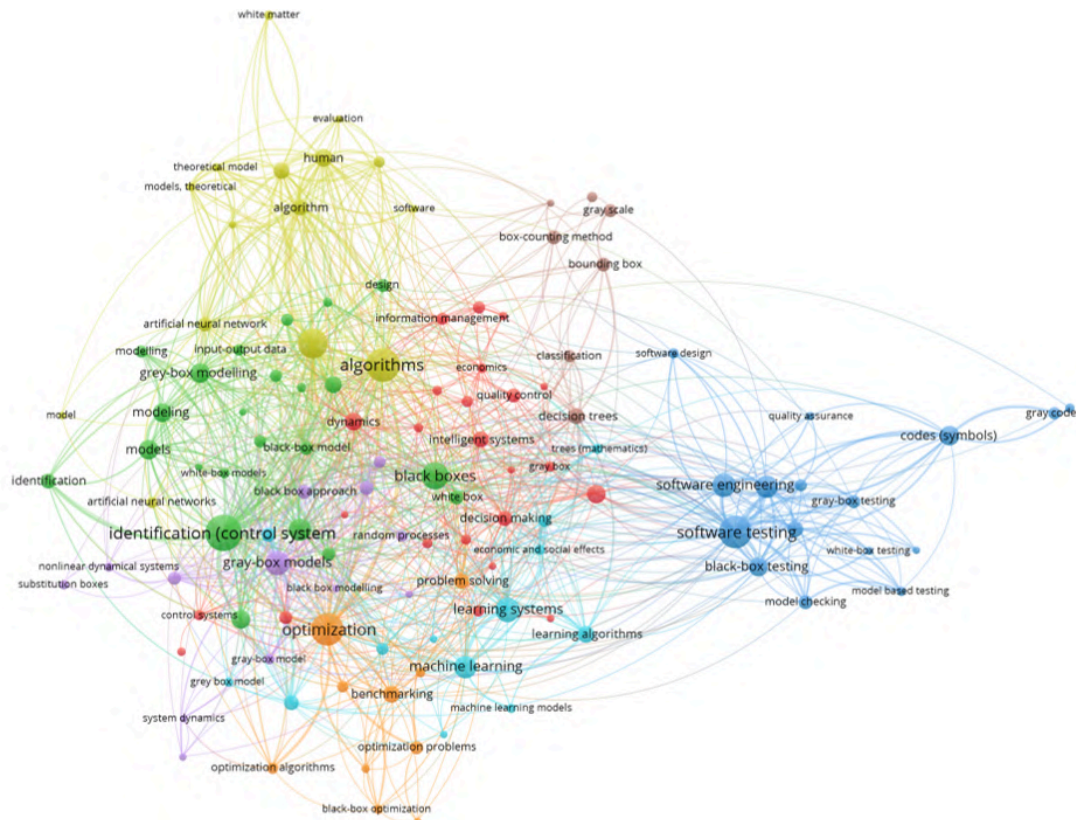 white matter
evaluation
human
theoretical model
models, theoretical
algorithm
software
gray scale
box-counting method
bounding box
design
information management
artificial neural network
modelling
input-output data
algorithms
classification
software design
economics
grey-box modelling
quality control
model
modeling
dynamics
decision trees
quality assurance
gray code
codes (symbols)
intelligent systems
models
black-box model
trees (mathematics)
gray box
white-box models
black boxes
identification
black box approach
software engineering
artificial neural networks
white box
gray-box testing
decision making
identification (control system
random processes
software testing
economic and social effects
white-box testing
gray-box models
nonlinear dynamical systems
black-box testing
substitution boxes
black box modelling
problem solving
model based testing
model checking
control systems
learning systems
optimization
learning algorithms
gray-box model
machine learning
grey box model
benchmarking
machine learning models
system dynamics
optimization problems
optimization algorithms
black-box optimization